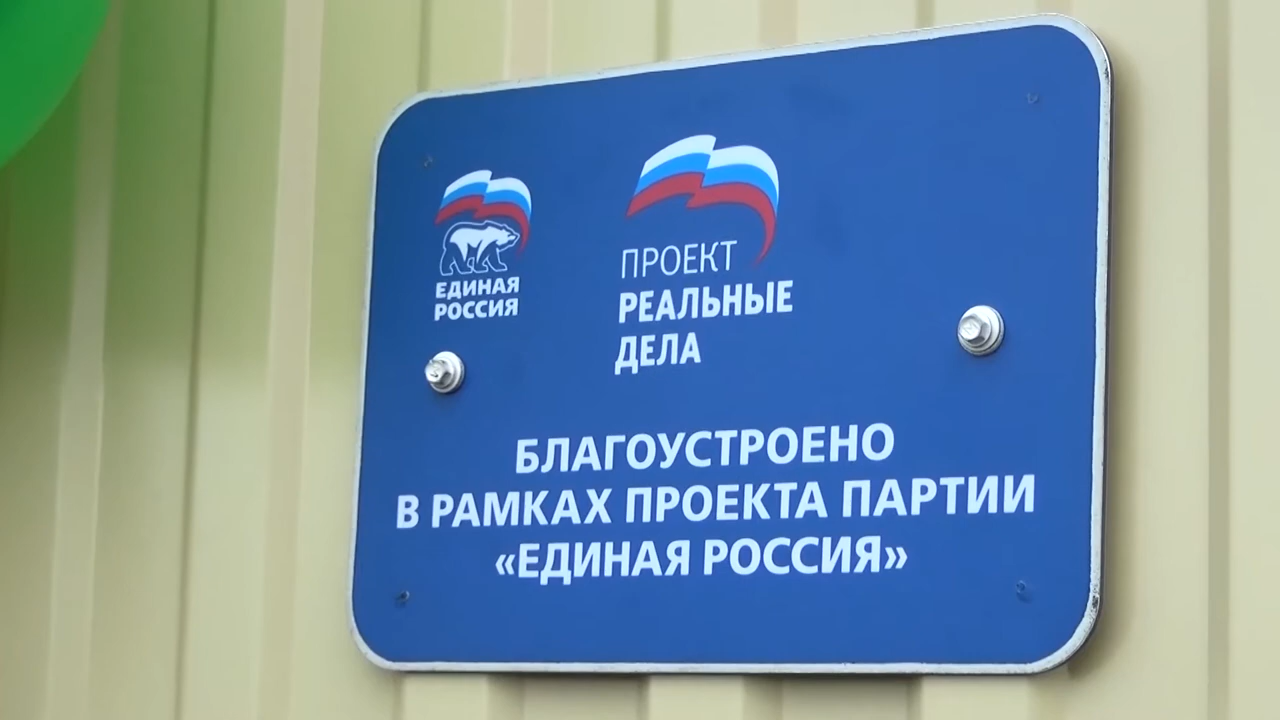 ЕДИНАЯ
РОССИЯ
ПРОЕКТ
РЕАЛЬНЫЕ
ДЕЛА
БЛАГОУСТРОЕНО
В РАМКАХ ПРОЕКТА ПАРТИИ
«ЕДИНАЯ РОССИЯ»